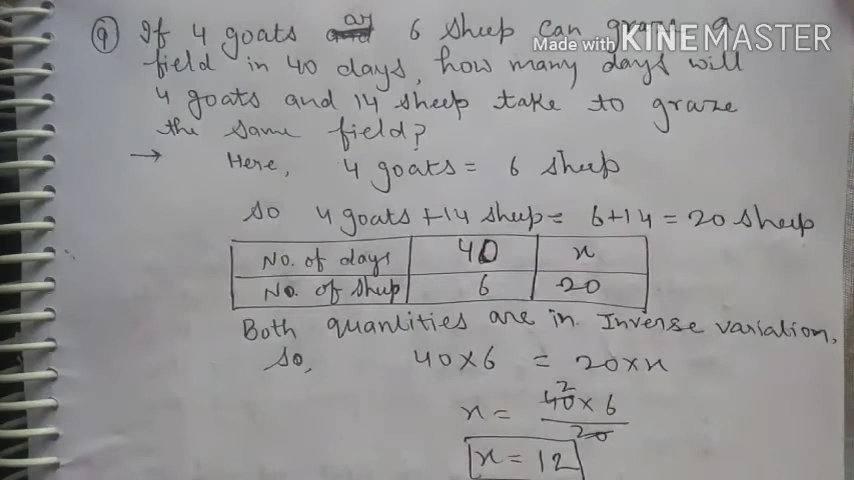 9 If 4 goats or 6 sheep can graze a
Made with KINEMASTER
field in 40 days, how many days will
4 goats and 14 sheep take to graze
the same field?
→ Here, 4 goats = 6 sheep
So 4 goats + 14 sheep = 6+14 = 20 sheep
No. of days 40 x
No. of sheep 6 20
Both quantities are in Inverse variation,
So, 40×6 = 20×x
2
x = 40×6
20
x = 12